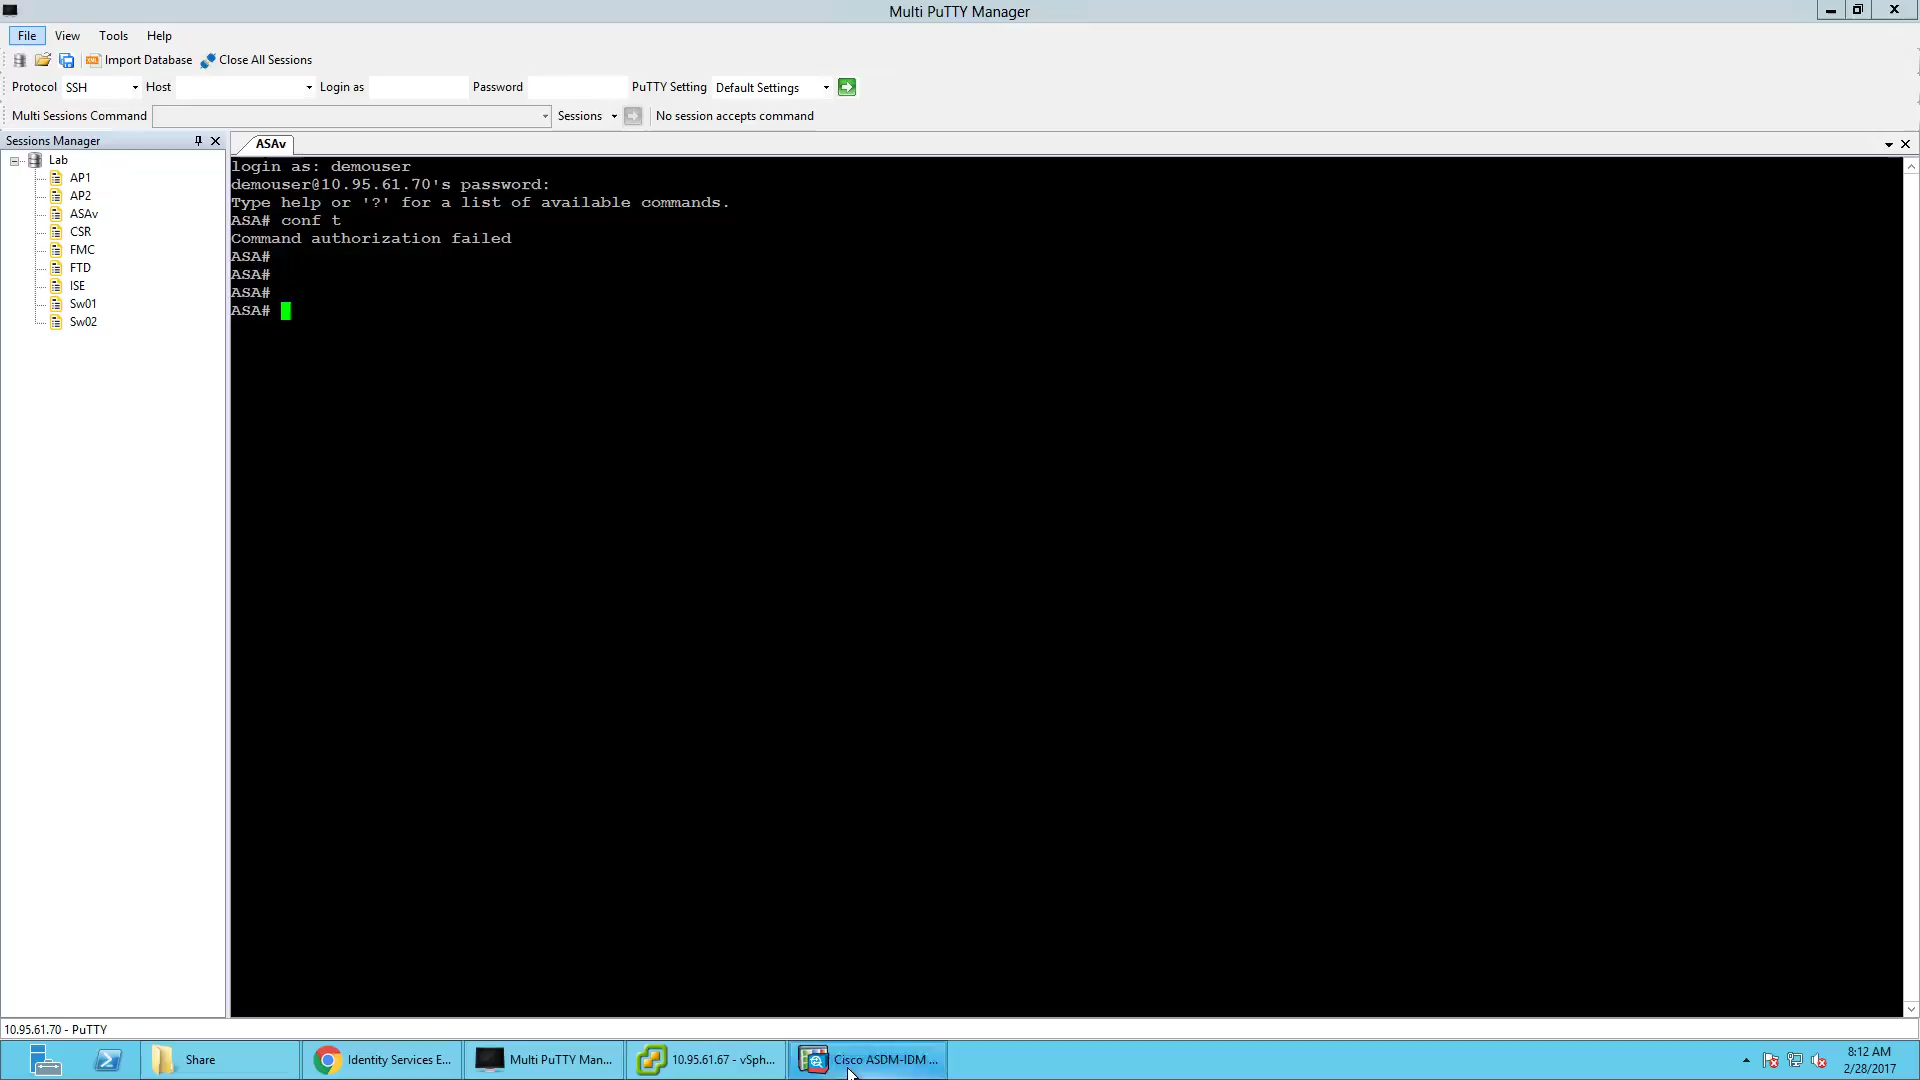 Multi PuTTY Manager
File View Tools Help
Import Database Close All Sessions
Protocol SSH Host Login as Password PuTTY Setting Default Settings
Multi Sessions Command Sessions No session accepts command
Sessions Manager
ASAv
Lab
AP1
AP2
ASAv
CSR
FMC
FTD
ISE
Sw01
Sw02
login as: demouser
demouser@10.95.61.70's password:
Type help or '?' for a list of available commands.
ASA# conf t
Command authorization failed
ASA#
ASA#
ASA#
ASA#
10.95.61.70 - PuTTY
Share Identity Services E... Multi PuTTY Man... 10.95.61.67 - vSph... Cisco ASDM-IDM ...
8:12 AM
2/28/2017